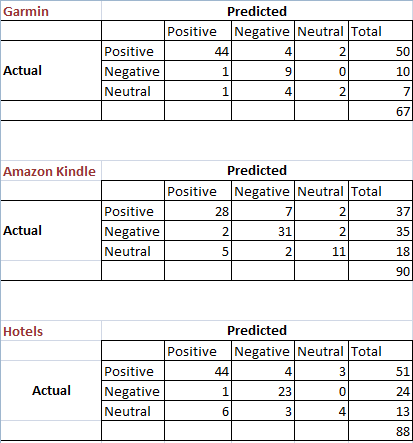 Garmin Predicted
Positive Negative Neutral Total
Positive 44 4 2 50
Actual Negative 1 9 0 10
Neutral 1 4 2 7
67
Amazon Kindle Predicted
Positive Negative Neutral Total
Positive 28 7 2 37
Actual Negative 2 31 2 35
Neutral 5 2 11 18
90
Hotels Predicted
Positive Negative Neutral Total
Positive 44 4 3 51
Actual Negative 1 23 0 24
Neutral 6 3 4 13
88